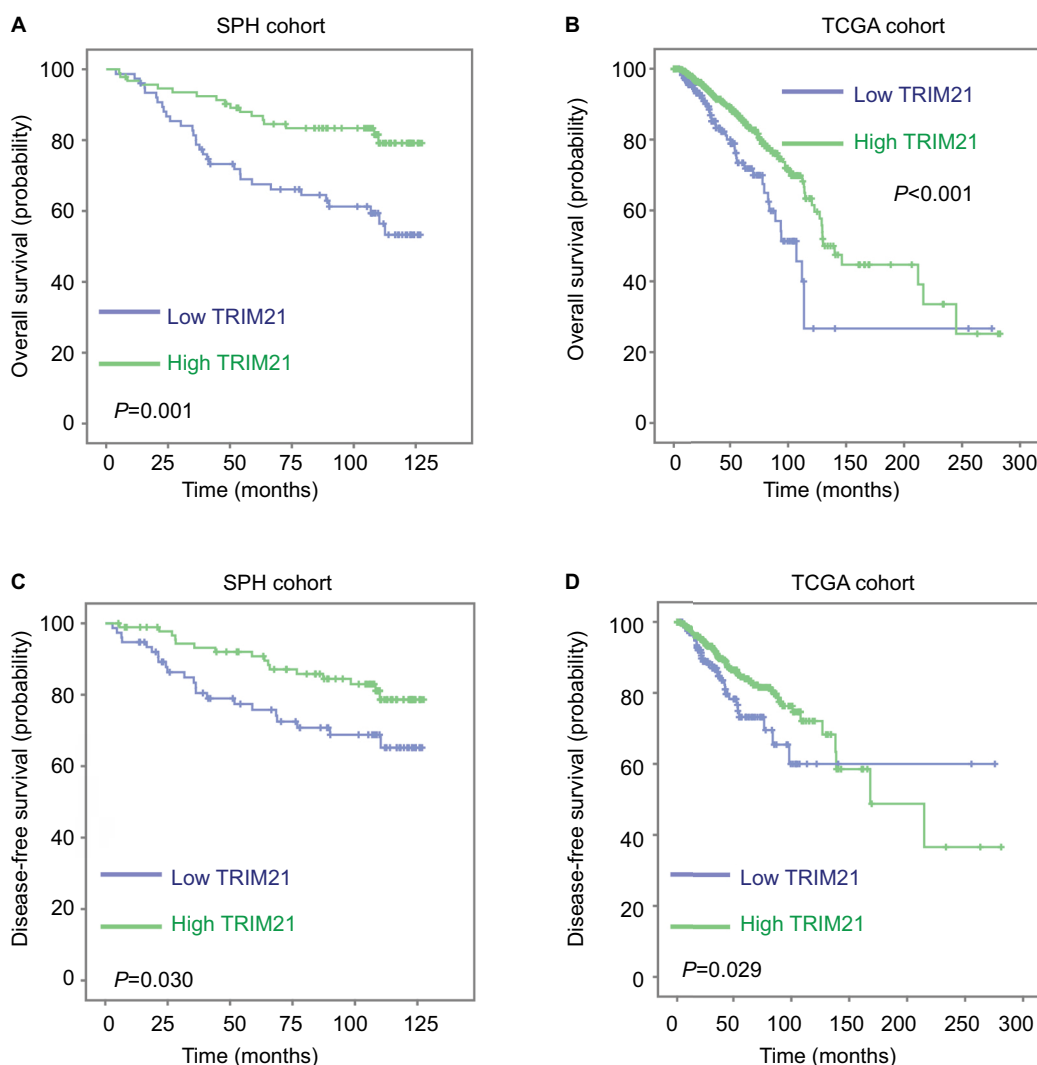 A
SPH cohort
Overall survival (probability)
100
80
60
40
20
0
Low TRIM21
High TRIM21
P=0.001
0 25 50 75 100 125
Time (months)
B
TCGA cohort
Overall survival (probability)
100
80
60
40
20
0
Low TRIM21
High TRIM21
P<0.001
0 50 100 150 200 250 300
Time (months)
C
SPH cohort
Disease-free survival (probability)
100
80
60
40
20
0
Low TRIM21
High TRIM21
P=0.030
0 25 50 75 100 125
Time (months)
D
TCGA cohort
Disease-free survival (probability)
100
80
60
40
20
0
Low TRIM21
High TRIM21
P=0.029
0 50 100 150 200 250 300
Time (months)